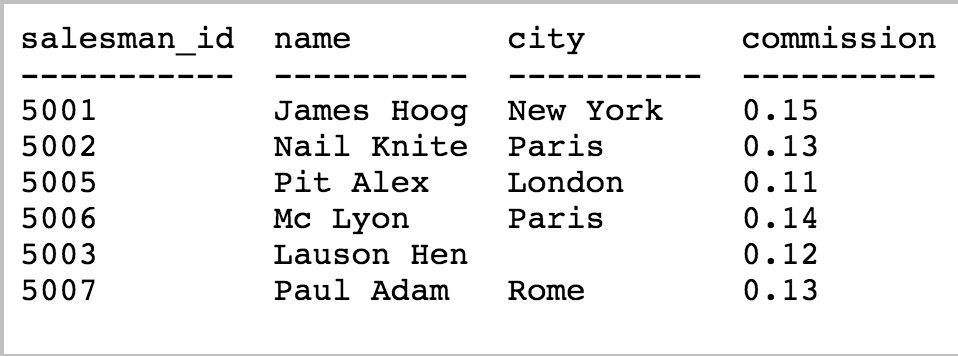 salesman_id  name        city        commission
-----------  ----------  ----------  ----------
5001         James Hoog  New York    0.15
5002         Nail Knite  Paris       0.13
5005         Pit Alex    London      0.11
5006         Mc Lyon     Paris       0.14
5003         Lauson Hen              0.12
5007         Paul Adam   Rome        0.13